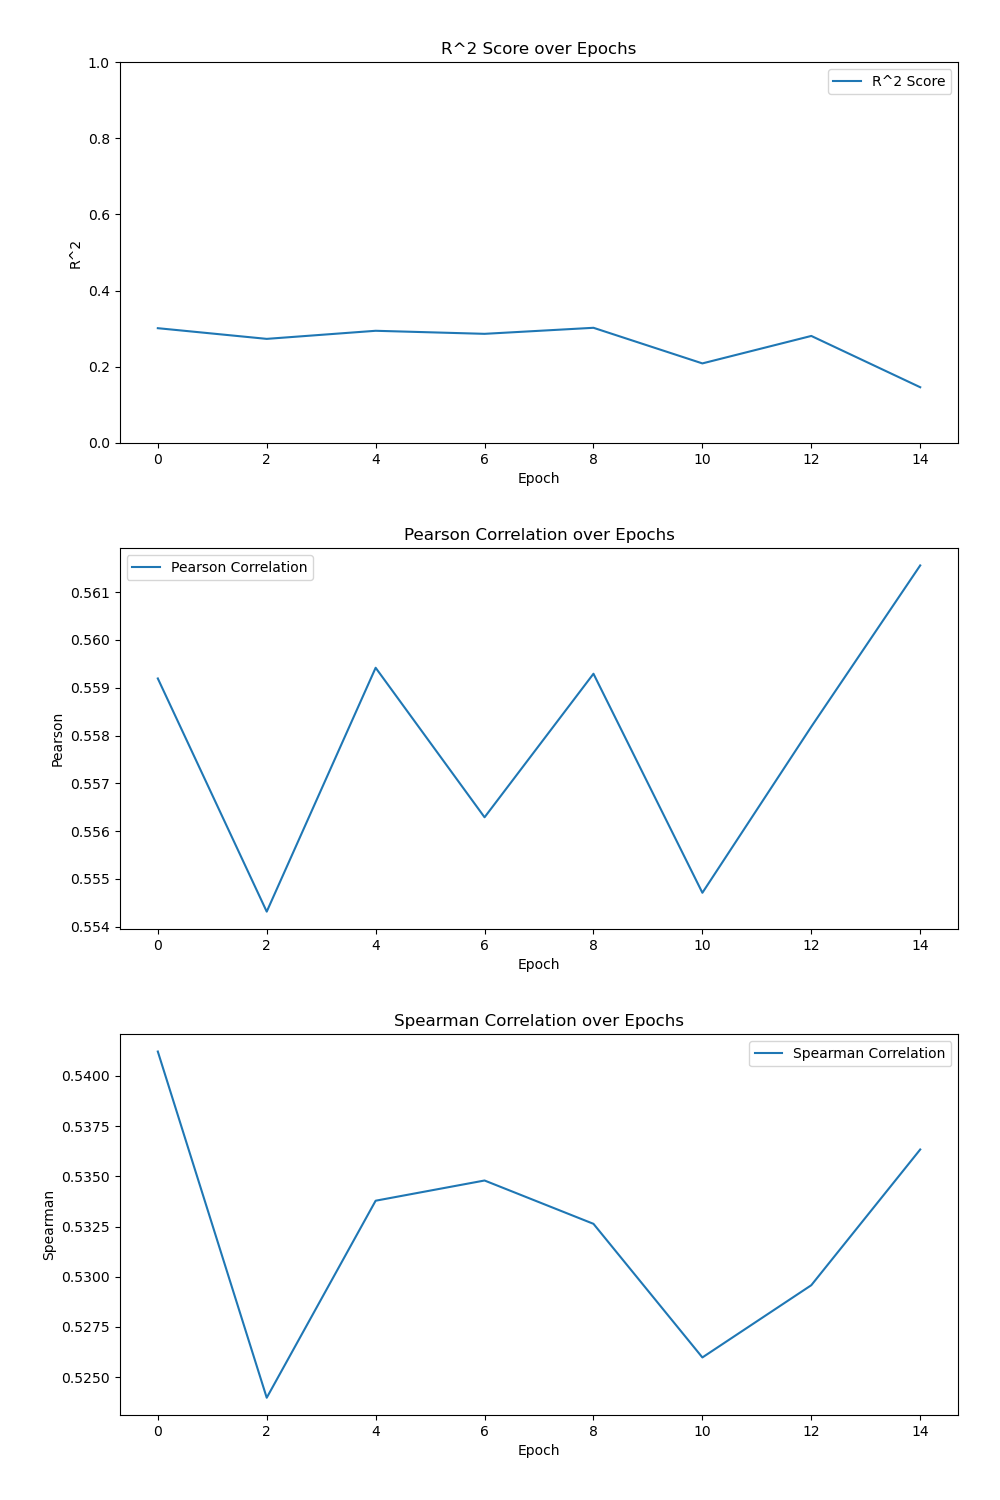 R^2 Score over Epochs
1.0
R^2 Score
0.8
0.6
R^2
0.4
0.2
0.0
0 2 4 6 8 10 12 14
Epoch
Pearson Correlation over Epochs
Pearson Correlation
0.561
0.560
0.559
0.558
Pearson
0.557
0.556
0.555
0.554
0 2 4 6 8 10 12 14
Epoch
Spearman Correlation over Epochs
Spearman Correlation
0.5400
0.5375
0.5350
0.5325
Spearman
0.5300
0.5275
0.5250
0 2 4 6 8 10 12 14
Epoch